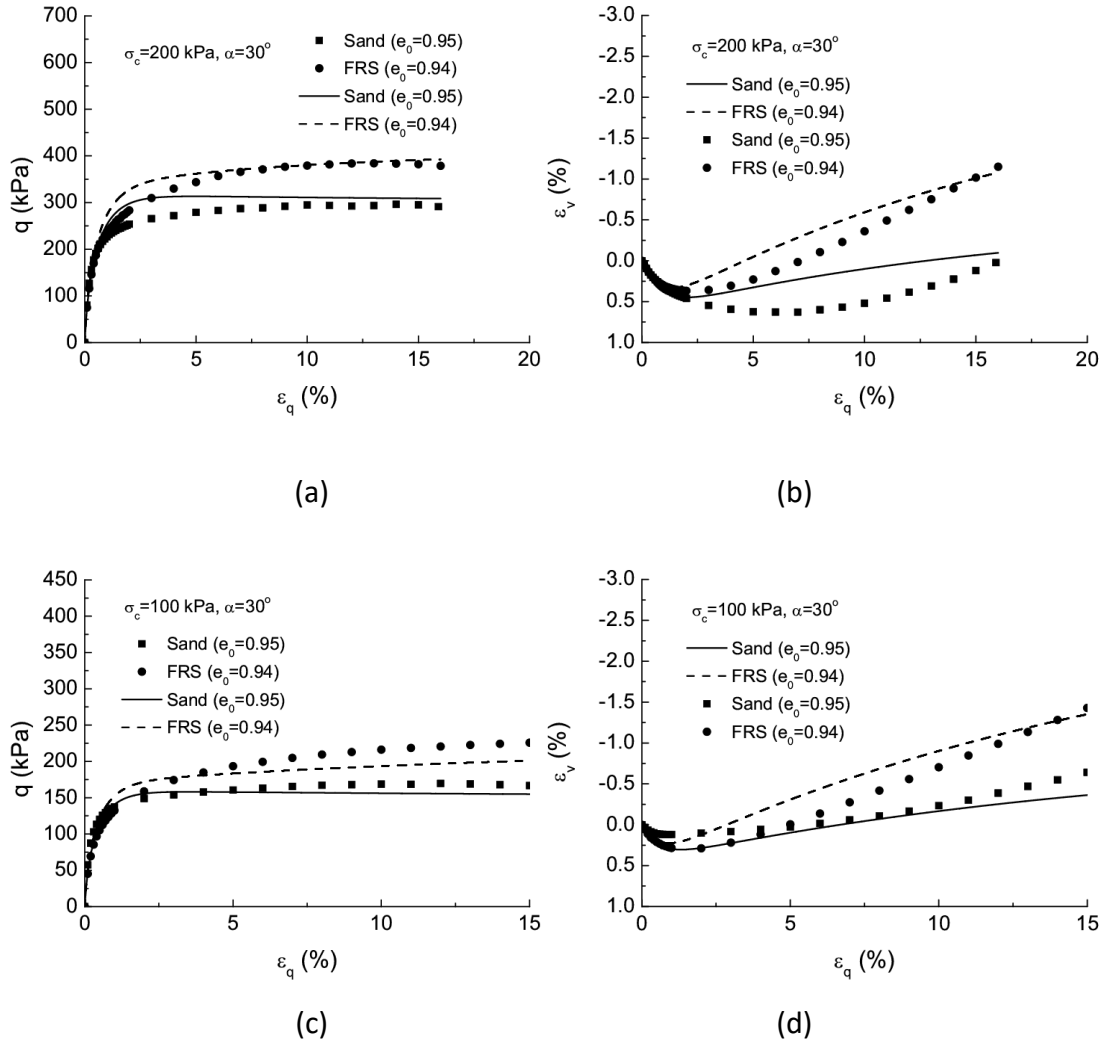 700
600
500
400
300
200
100
0
q (kPa)
σc=200 kPa, α=30°
Sand (e0=0.95)
FRS (e0=0.94)
Sand (e0=0.95)
FRS (e0=0.94)
0 5 10 15 20
εq (%)
(a)
-3.0
-2.5
-2.0
-1.5
-1.0
-0.5
0.0
0.5
1.0
εv (%)
σc=200 kPa, α=30°
Sand (e0=0.95)
FRS (e0=0.94)
Sand (e0=0.95)
FRS (e0=0.94)
0 5 10 15 20
εq (%)
(b)
450
400
350
300
250
200
150
100
50
0
q (kPa)
σc=100 kPa, α=30°
Sand (e0=0.95)
FRS (e0=0.94)
Sand (e0=0.95)
FRS (e0=0.94)
0 5 10 15
εq (%)
(c)
-3.0
-2.5
-2.0
-1.5
-1.0
-0.5
0.0
0.5
1.0
εv (%)
σc=100 kPa, α=30°
Sand (e0=0.95)
FRS (e0=0.94)
Sand (e0=0.95)
FRS (e0=0.94)
0 5 10 15
εq (%)
(d)